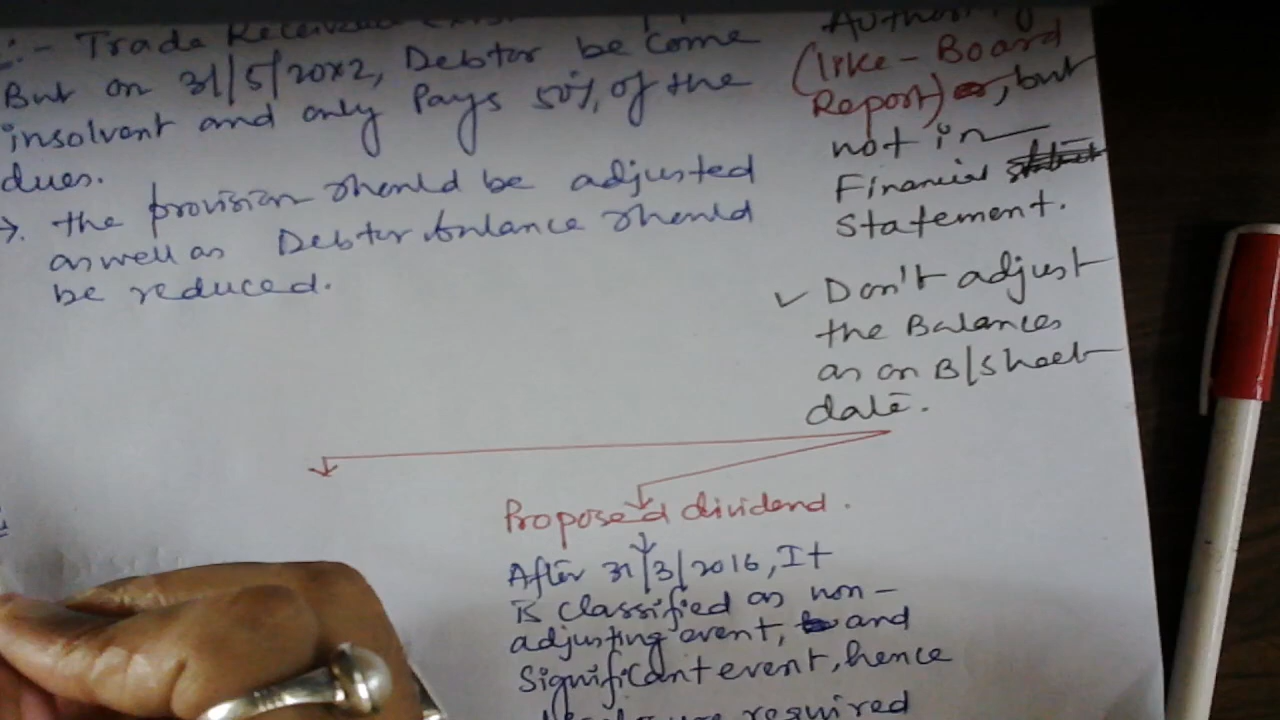 :- Trade
But on 31/5/20x2, Debtor become
insolvent and only Pays 50% of the
dues.
→. the provision should be adjusted
as well as Debtor balance should
be reduced.
(like - Board
Report), but
not in
Financial
Statement.
✓ Don't adjust
the Balances
as on B/Sheet
date.
Proposed dividend.
After 31/3/2016, It
is classified as non-
adjusting event, and
Significant event, hence
required